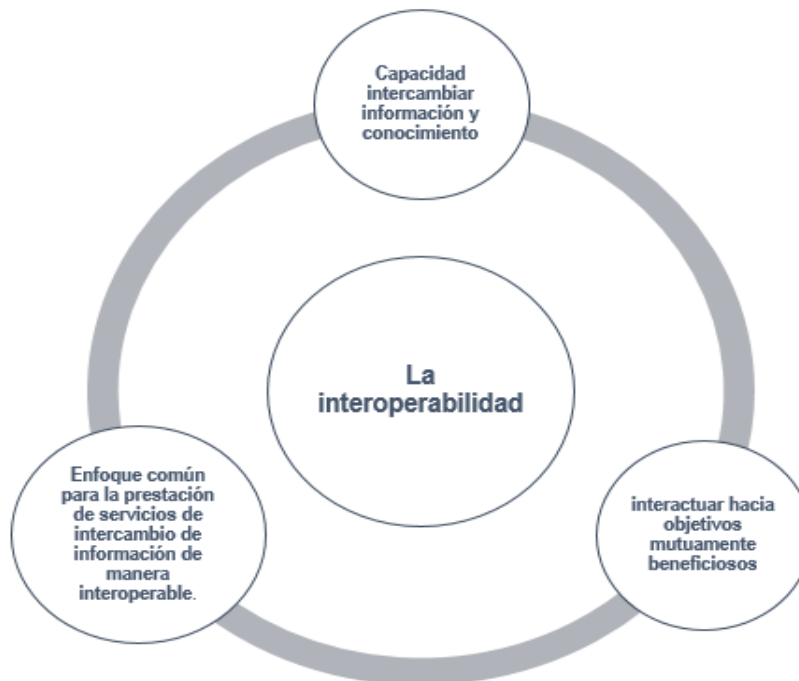 Capacidad
intercambiar
información y
conocimiento
La
interoperabilidad
Enfoque común
para la prestación
de servicios de
intercambio de
información de
manera
interoperable.
interactuar hacia
objetivos
mutuamente
beneficiosos